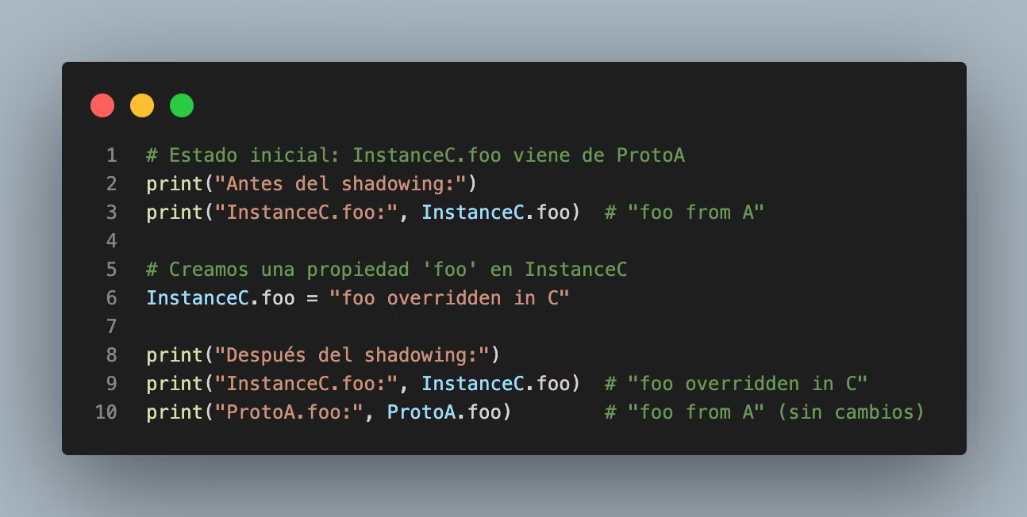 1 # Estado inicial: InstanceC.foo viene de ProtoA
2 print("Antes del shadowing:")
3 print("InstanceC.foo:", InstanceC.foo)  # "foo from A"
4
5 # Creamos una propiedad 'foo' en InstanceC
6 InstanceC.foo = "foo overridden in C"
7
8 print("Después del shadowing:")
9 print("InstanceC.foo:", InstanceC.foo)  # "foo overridden in C"
10 print("ProtoA.foo:", ProtoA.foo)        # "foo from A" (sin cambios)